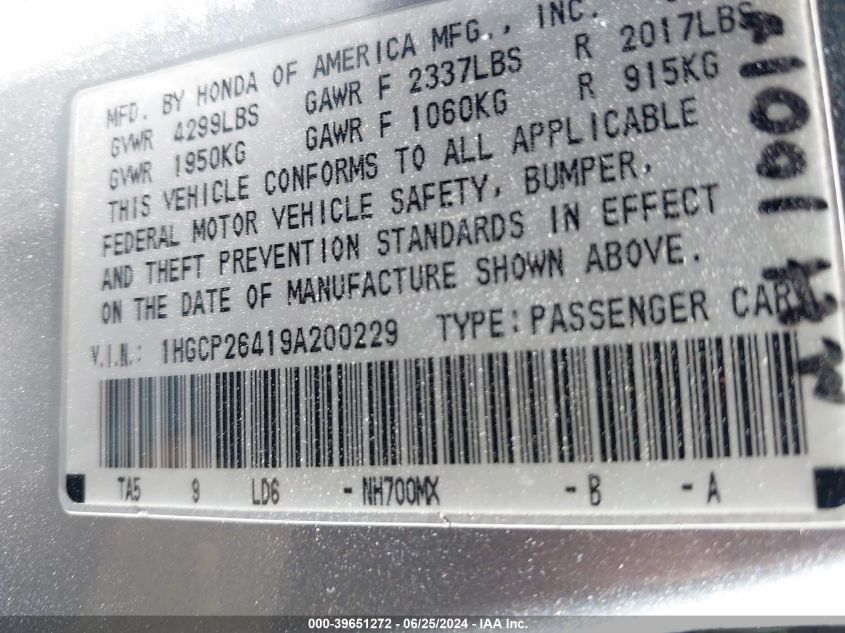 MFD. BY HONDA OF AMERICA MFG., INC.
GVWR 4299LBS GAWR F 2337LBS R 2017LBS
GVWR 1950KG GAWR F 1060KG R 915KG
THIS VEHICLE CONFORMS TO ALL APPLICABLE
FEDERAL MOTOR VEHICLE SAFETY, BUMPER,
AND THEFT PREVENTION STANDARDS IN EFFECT
ON THE DATE OF MANUFACTURE SHOWN ABOVE.
V.I.N.: 1HGCP26419A200229 TYPE: PASSENGER CAR
TA5 9 LD6 - NH700MX - B - A
000-39651272 - 06/25/2024 - IAA Inc.